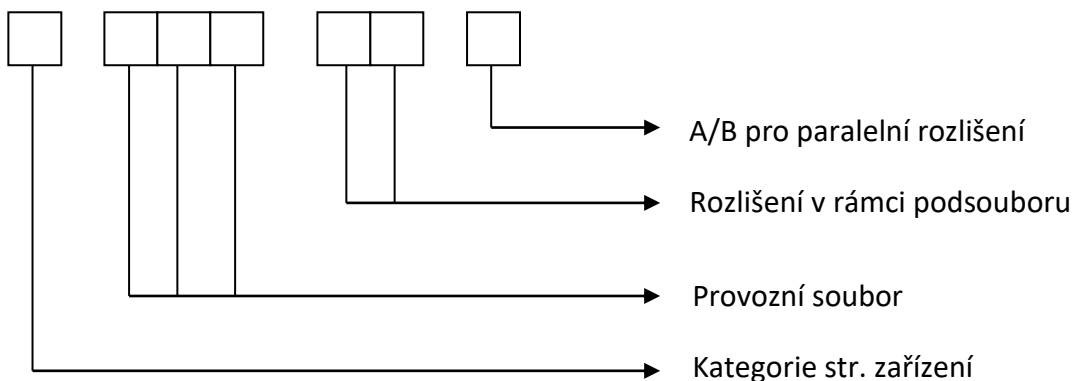 A/B pro paralelní rozlišení
Rozlišení v rámci podsouboru
Provozní soubor
Kategorie str. zařízení